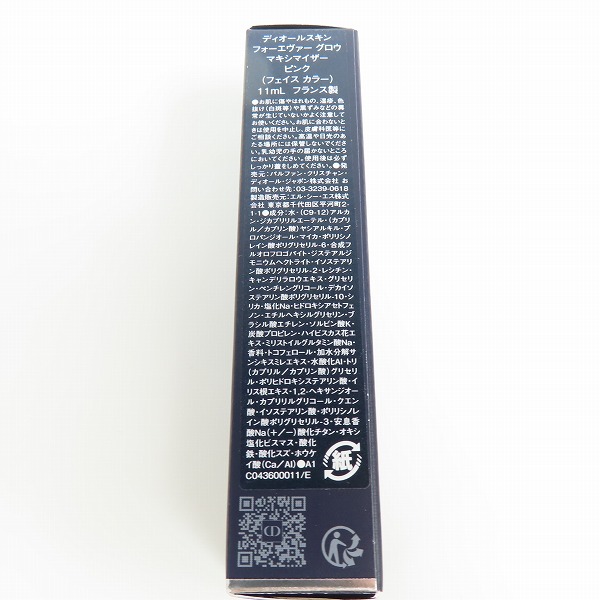 ディオールスキン
フォーエヴァー グロウ
マキシマイザー
ピンク
(フェイス カラー)
11mL フランス製
●お肌に傷やはれもの、湿疹、色
抜け(白斑等)や黒ずみなどの異
常が生じていないかよく注意して
お使いください。お肌に合わないと
きは使用を中止し、皮膚科医等に
ご相談ください。高温や日光のあ
たる場所には保管しないでくださ
い。乳幼児の手の届かないところ
においてください。使用後は必ず
しっかり蓋をしめてください。●発
売元:パルファン・クリスチャン・
ディオール・ジャポン株式会社 お
問い合わせ先:03-3239-0618
製造販売元:エル・シー・エス株式
会社 東京都千代田区平河町2-
1-1●成分:水・(C9-12)アルカ
ン・ジカプリリルエーテル・(カプリ
ル/カプリン酸)ヤシアルキル・プ
ロパンジオール・マイカ・ポリリシノ
レイン酸ポリグリセリル-6・合成フ
ルオロフロゴパイト・ジステアルジ
モニウムヘクトライト・イソステアリ
ン酸ポリグリセリル-2・レシチン・
キャンデリラロウエキス・グリセリ
ン・ペンチレングリコール・デカイソ
ステアリン酸ポリグリセリル-10・シ
リカ・塩化Na・ヒドロキシアセトフェ
ノン・エチルヘキシルグリセリン・ブ
ラシル酸エチレン・ソルビン酸K・
炭酸プロピレン・ハイビスカス花エ
キス・ミリストイルグルタミン酸Na・
香料・トコフェロール・加水分解サ
ンシキスミレエキス・水酸化Al・トリ
(カプリル/カプリン酸)グリセリ
ル・ポリヒドロキシステアリン酸・イ
リス根エキス・1,2-ヘキサンジオー
ル・カプリリルグリコール・クエン
酸・イソステアリン酸・ポリリシノレ
イン酸ポリグリセリル-3・安息香
酸Na(+/−)酸化チタン・オキシ
塩化ビスマス・酸化
鉄・酸化スズ・ホウケ
イ酸(Ca/Al)●A1
C043600011/E
紙
CD